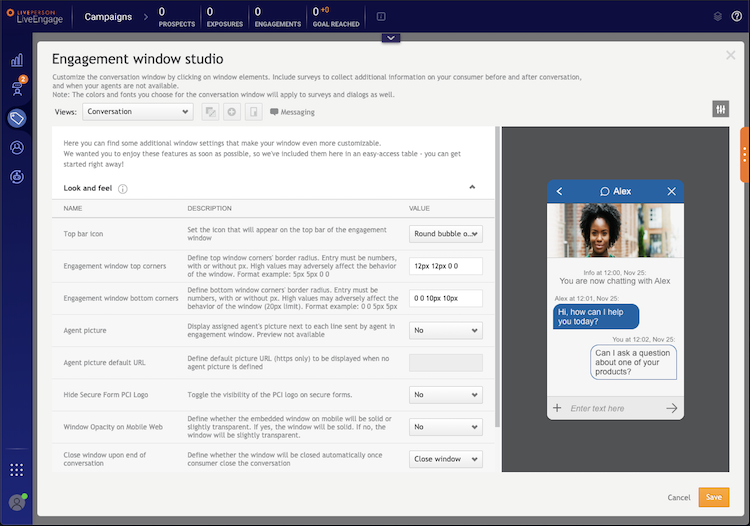 LIVEPERSON
LiveEngage
Campaigns
0
PROSPECTS
0
EXPOSURES
0
ENGAGEMENTS
0 +0
GOAL REACHED
2
Engagement window studio
Customize the conversation window by clicking on window elements. Include surveys to collect additional information on your consumer before and after conversation,
and when your agents are not available.
Note: The colors and fonts you choose for the conversation window will apply to surveys and dialogs as well.
Views: Conversation Messaging
Here you can find some additional window settings that make your window even more customizable.
We wanted you to enjoy these features as soon as possible, so we've included them here in an easy-access table - you can get
started right away!
Look and feel
NAME DESCRIPTION VALUE
Top bar icon
Set the icon that will appear on the top bar of the engagement
window
Round bubble o...
Engagement window top corners
Define top window corners' border radius. Entry must be numbers,
with or without px. High values may adversely affect the behavior
of the window. Format example: 5px 5px 0 0
12px 12px 0 0
Engagement window bottom corners
Define bottom window corners' border radius. Entry must be
numbers, with or without px. High values may adversely affect the
behavior of the window (20px limit). Format example: 0 0 5px 5px
0 0 10px 10px
Agent picture
Display assigned agent's picture next to each line sent by agent in
engagement window. Preview not available
No
Agent picture default URL
Define default picture URL (https only) to be displayed when no
agent picture is defined
Hide Secure Form PCI Logo
Toggle the visibility of the PCI logo on secure forms.
No
Window Opacity on Mobile Web
Define whether the embedded window on mobile will be solid or
slightly transparent. If yes, the window will be solid. If no, the
window will be slightly transparent.
No
Close window upon end of
conversation
Define whether the window will be closed automatically once
consumer close the conversation
Close window
Alex
Info at 12:00, Nov 25:
You are now chatting with Alex
Alex at 12:01, Nov 25:
Hi, how can I help
you today?
You at 12:02, Nov 25:
Can I ask a question
about one of your
products?
Enter text here
Cancel
Save